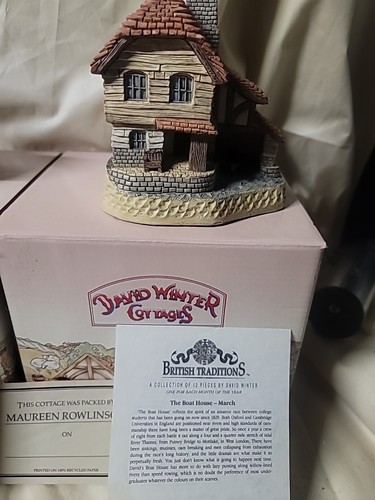 DAVID WINTER
COTTAGES
BRITISH TRADITIONS
A COLLECTION OF 12 PIECES BY DAVID WINTER
ONE FOR EACH MONTH OF THE YEAR
The Boat House – March
'The Boat House' reflects the spirit of an intensive race between college
students that has been going on now since 1829. Both Oxford and Cambridge
Universities in England are positioned near rivers and high standards of oars-
manship there have long been a matter of great pride. So once a year a crew
of eight from each battle it out along a four and a quarter mile stretch of tidal
River Thames; from Putney Bridge to Mortlake, in West London. There have
been sinkings, mutinies, oars breaking and men collapsing from exhaustion
during the race's long history, and the little dramas are what make it so
perpetually fresh. You just don't know what is going to happen next time.
David's Boat House has more to do with lazy punting along willow-lined
rivers than speed rowing, which is no doubt the preference of most under-
graduates whatever the colours on their scarves.
THIS COTTAGE WAS PACKED BY
MAUREEN ROWLINS
ON
PRINTED ON 100% RECYCLED PAPER